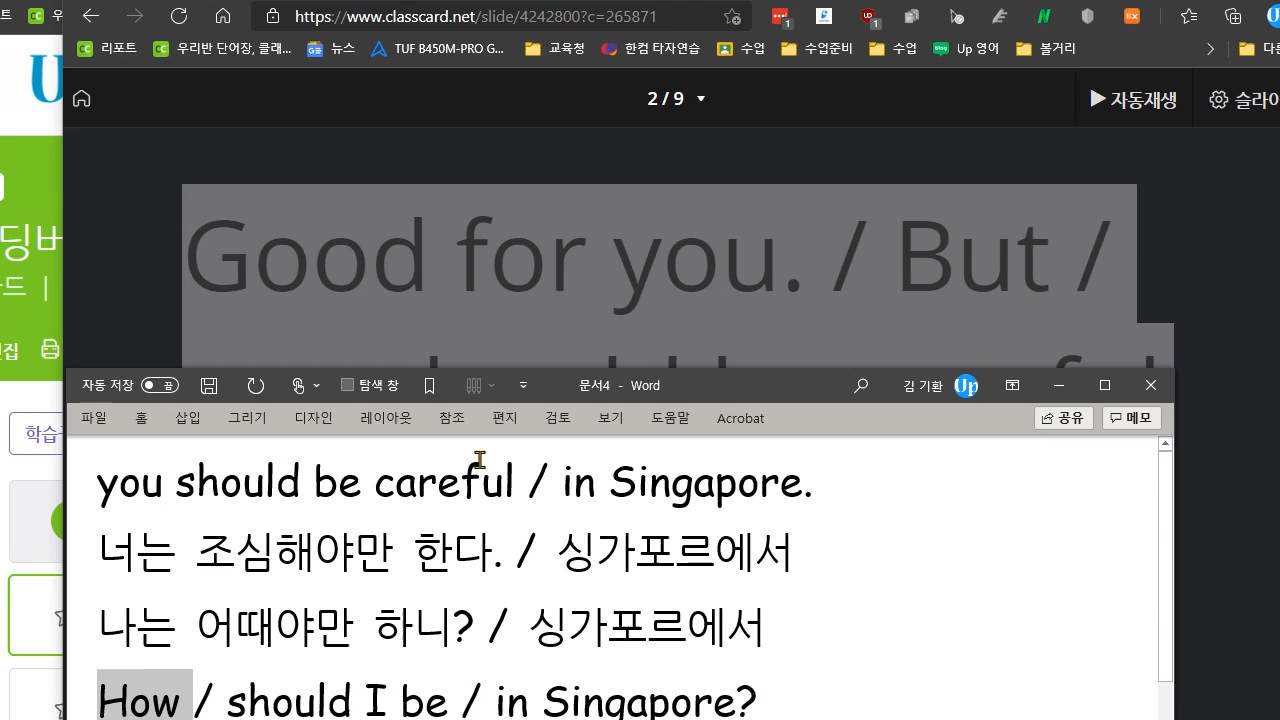 https://www.classcard.net/slide/4242800?c=265871
리포트
우리반 단어장, 클래...
뉴스
TUF B450M-PRO G...
교육청
한컴 타자연습
수업
수업준비
수업
Up 영어
볼거리
2 / 9
자동재생
Good for you. / But /
자동 저장
탐색 창
문서4 - Word
김 기환
Up
파일 홈 삽입 그리기 디자인 레이아웃 참조 편지 검토 보기 도움말 Acrobat
공유
메모
you should be careful / in Singapore.
너는 조심해야만 한다. / 싱가포르에서
나는 어때야만 하니? / 싱가포르에서
How / should I be / in Singapore?